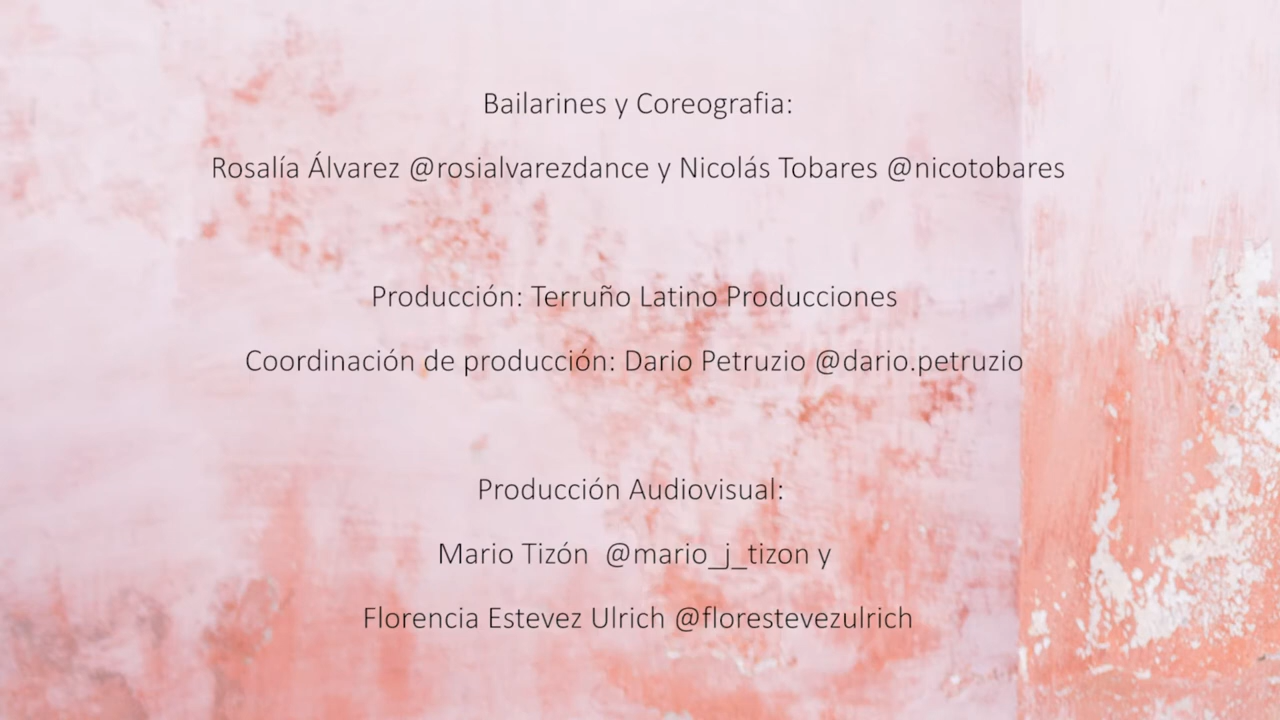 Bailarines y Coreografia:
Rosalía Álvarez @rosialvarezdance y Nicolás Tobares @nicotobares
Producción: Terruño Latino Producciones
Coordinación de producción: Dario Petruzio @dario.petruzio
Producción Audiovisual:
Mario Tizón  @mario_j_tizon y
Florencia Estevez Ulrich @florestevezulrich